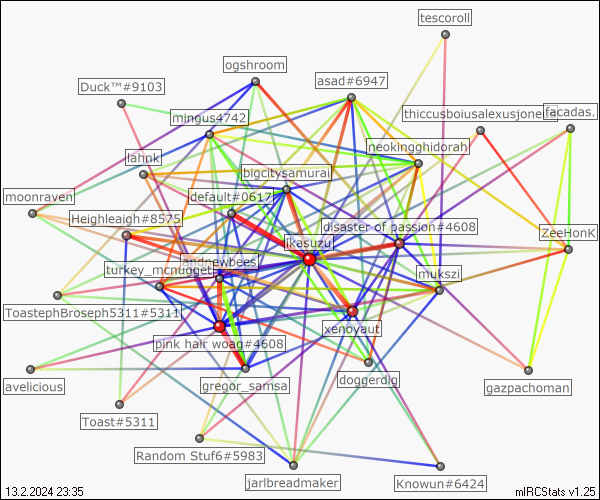 tescoroll
ogshroom
Duck™#9103
asad#6947
mingus4742
facadas.
neokingghidorah
lahnk
bigcitysamurai
moonraven
default#0617
Heighleaigh#8575
disaster of passion#4608
ZeeHonK
ikesuzu
andrewbees
turkey_mcnugget
mukszi
ToastephBroseph5311#5311
xenoyaut
pink hair woag#4608
avelicious
gregor_samsa
doggerdig
gazpachoman
Toast#5311
Random Stuf6#5983
Knowun#6424
jarlbreadmaker
13.2.2024 23:35
mIRCStats v1.25